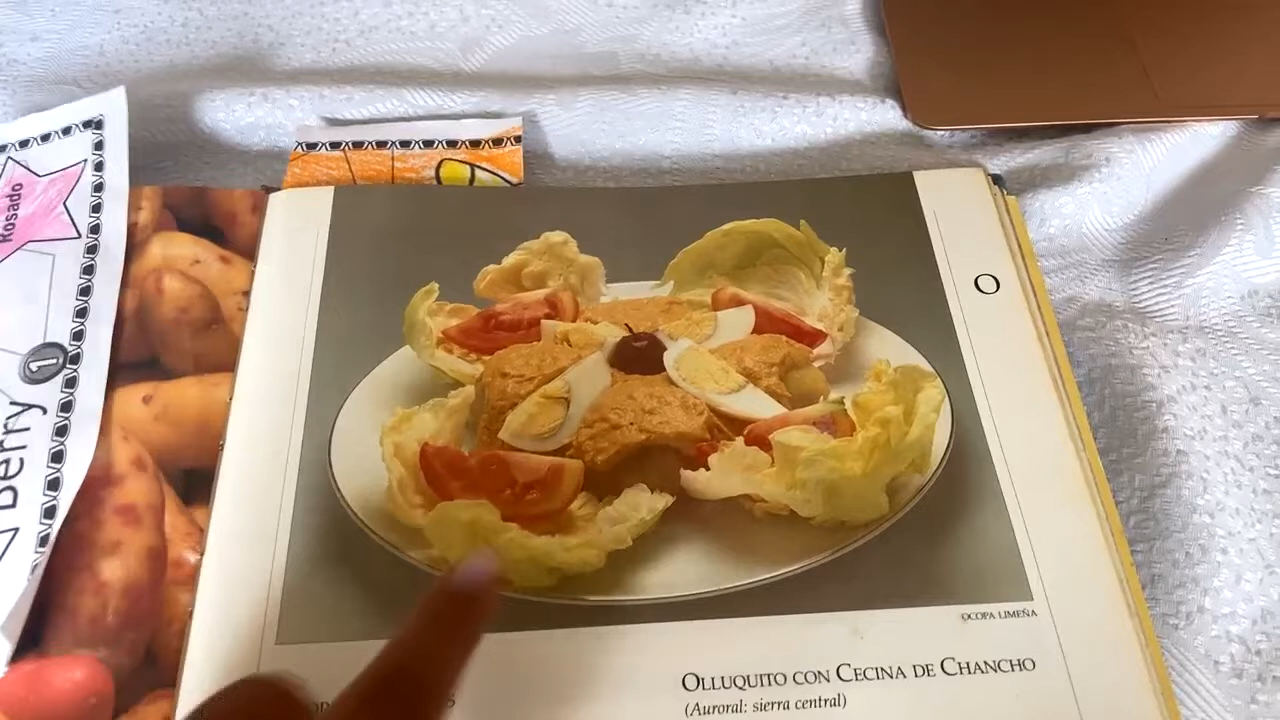 Rosado
1
Berry
O
OCOPA LIMEÑA
OLLUQUITO CON CECINA DE CHANCHO
(Auroral: sierra central)